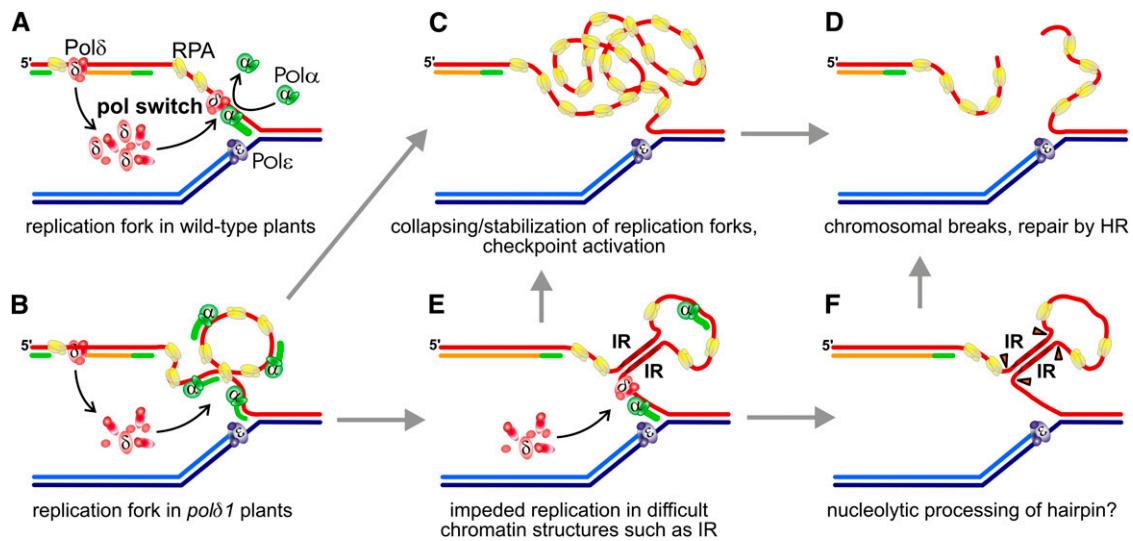 A
Polδ
RPA
5'
δ
α
Polα
pol switch
δ
α
δ
δ
δ
δ
ε
Polε
replication fork in wild-type plants
C
5'
ε
collapsing/stabilization of replication forks,
checkpoint activation
D
5'
ε
chromosomal breaks, repair by HR
B
α
5'
δ
α
α
α
δ
ε
replication fork in polδ1 plants
E
α
IR
5'
IR
δ
α
δ
ε
impeded replication in difficult
chromatin structures such as IR
F
IR
5'
IR
ε
nucleolytic processing of hairpin?